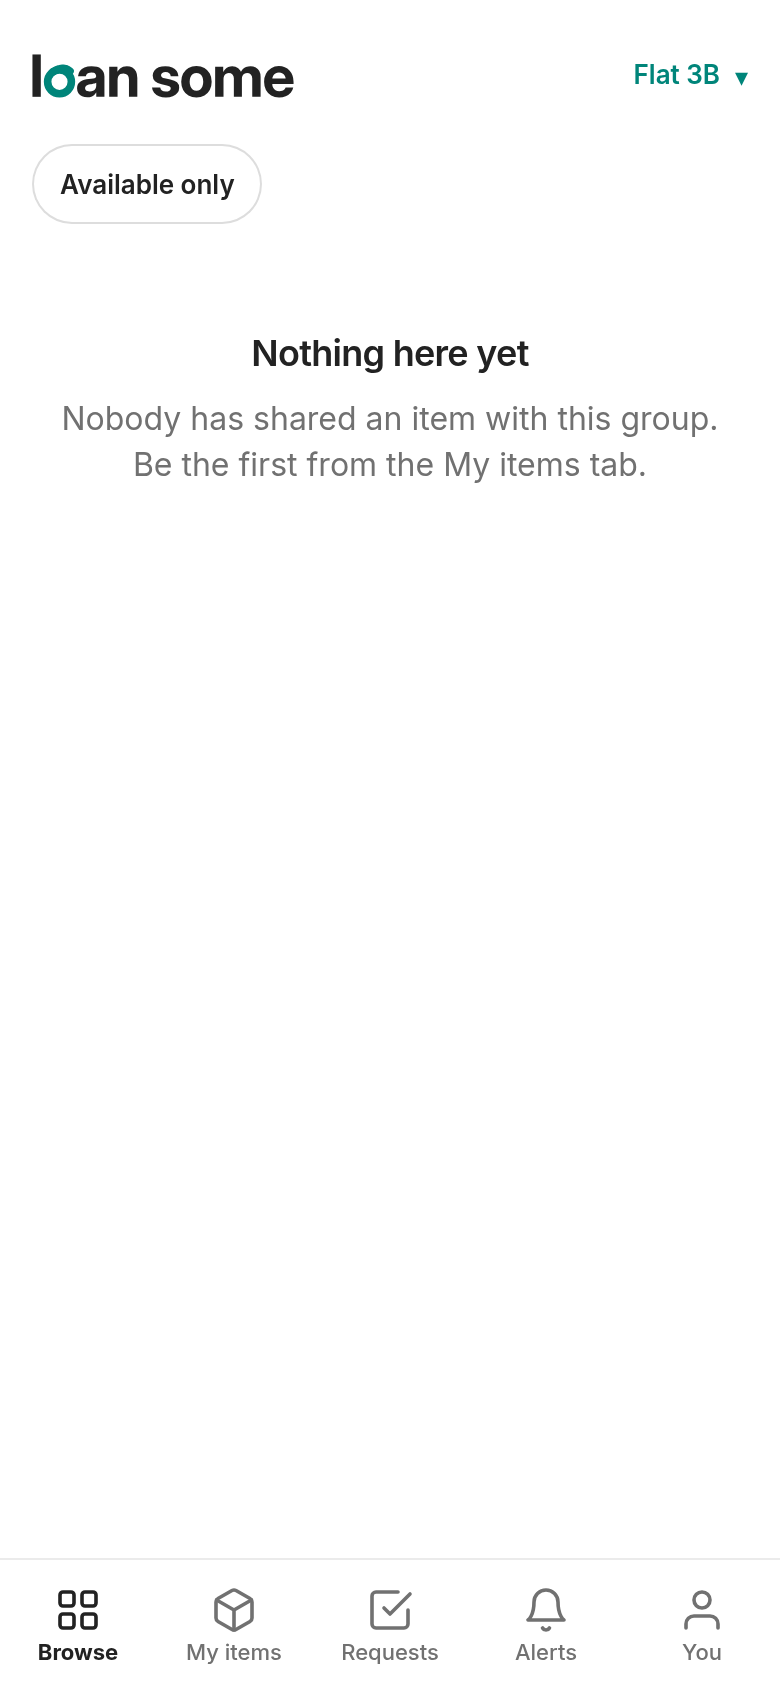 loan some
Flat 3B ▼
Available only
Nothing here yet
Nobody has shared an item with this group.
Be the first from the My items tab.
Browse
My items
Requests
Alerts
You